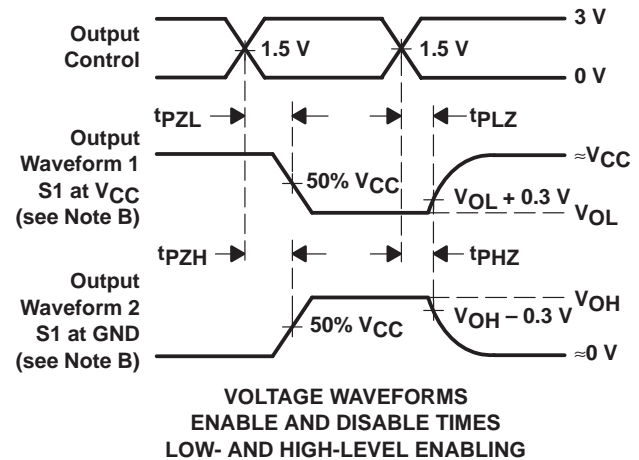 Output
Control
1.5 V
1.5 V
3 V
0 V
tPZL
tPLZ
Output
Waveform 1
S1 at VCC
(see Note B)
50% VCC
≈VCC
VOL + 0.3 V
VOL
tPZH
tPHZ
Output
Waveform 2
S1 at GND
(see Note B)
50% VCC
VOH
VOH – 0.3 V
≈0 V
VOLTAGE WAVEFORMS
ENABLE AND DISABLE TIMES
LOW- AND HIGH-LEVEL ENABLING